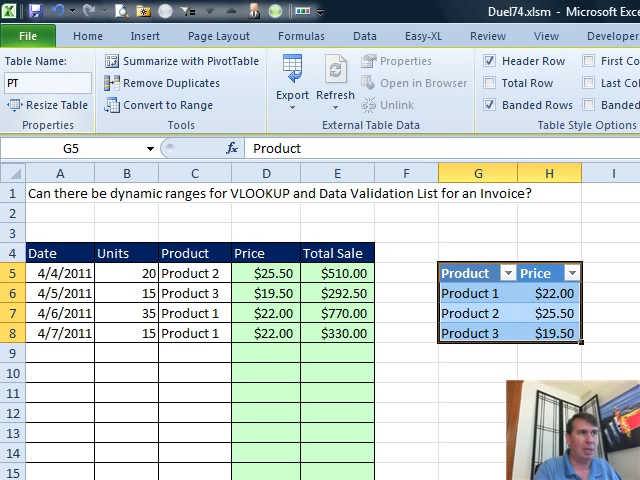 Duel74.xlsm - Microsoft Exce
File Home Insert Page Layout Formulas Data Easy-XL Review View Developer
Table Name: Summarize with PivotTable Properties Header Row First Co
PT Remove Duplicates Export Refresh Open in Browser Total Row Last Col
Resize Table Convert to Range Unlink Banded Rows Banded
Properties Tools External Table Data Table Style Options
G5 fx Product
A B C D E F G H I
1 Can there be dynamic ranges for VLOOKUP and Data Validation List for an Invoice?
2
3
4 Date Units Product Price Total Sale
5 4/4/2011 20 Product 2 $25.50 $510.00 Product Price
6 4/5/2011 15 Product 3 $19.50 $292.50 Product 1 $22.00
7 4/6/2011 35 Product 1 $22.00 $770.00 Product 2 $25.50
8 4/7/2011 15 Product 1 $22.00 $330.00 Product 3 $19.50
9
10
11
12
13
14
15